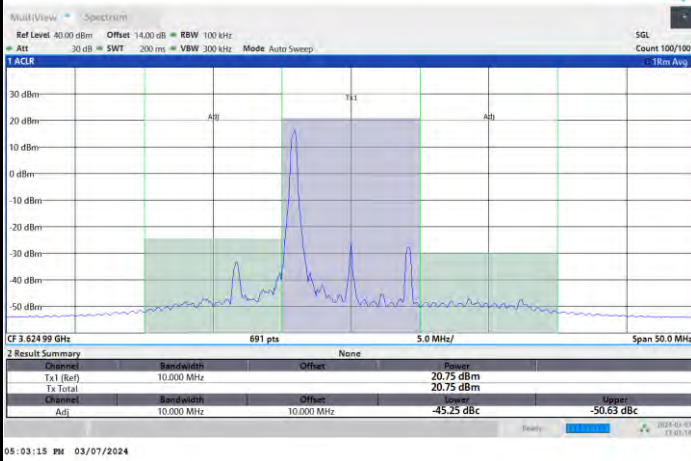 MultiView Spectrum
Ref Level 40.00 dBm Offset 14.00 dB RBW 100 kHz SGL
Att 30 dB SWT 200 ms VBW 300 kHz Mode Auto Sweep Count 100/100
1 ACLR 1Rm Avg
30 dBm
Tx1
20 dBm Adj Adj
10 dBm
0 dBm
-10 dBm
-20 dBm
-30 dBm
-40 dBm
-50 dBm
CF 3.624 99 GHz 691 pts 5.0 MHz/ Span 50.0 MHz
2 Result Summary None
Channel Bandwidth Offset Power
Tx1 (Ref) 10.000 MHz 20.75 dBm
Tx Total 20.75 dBm
Channel Bandwidth Offset Lower Upper
Adj 10.000 MHz 10.000 MHz -45.25 dBc -50.63 dBc
Ready
05:03:15 PM 03/07/2024